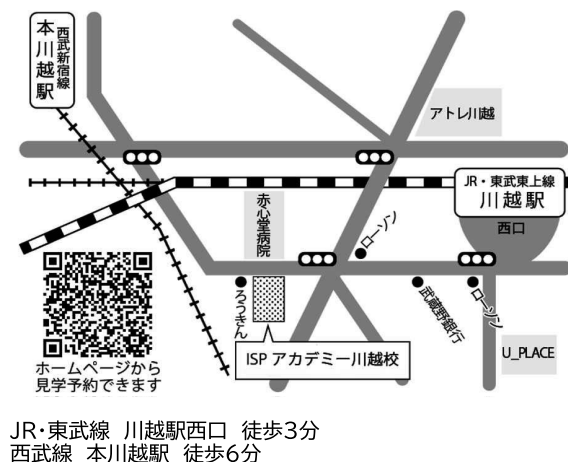 西武新宿線
本川越駅
アトレ川越
JR・東武東上線
川越駅
西口
赤心堂病院
ローソン
ろうきん
武蔵野銀行
ローソン
ISP アカデミー川越校
U_PLACE
ホームページから
見学予約できます
JR・東武線 川越駅西口 徒歩3分
西武線 本川越駅 徒歩6分